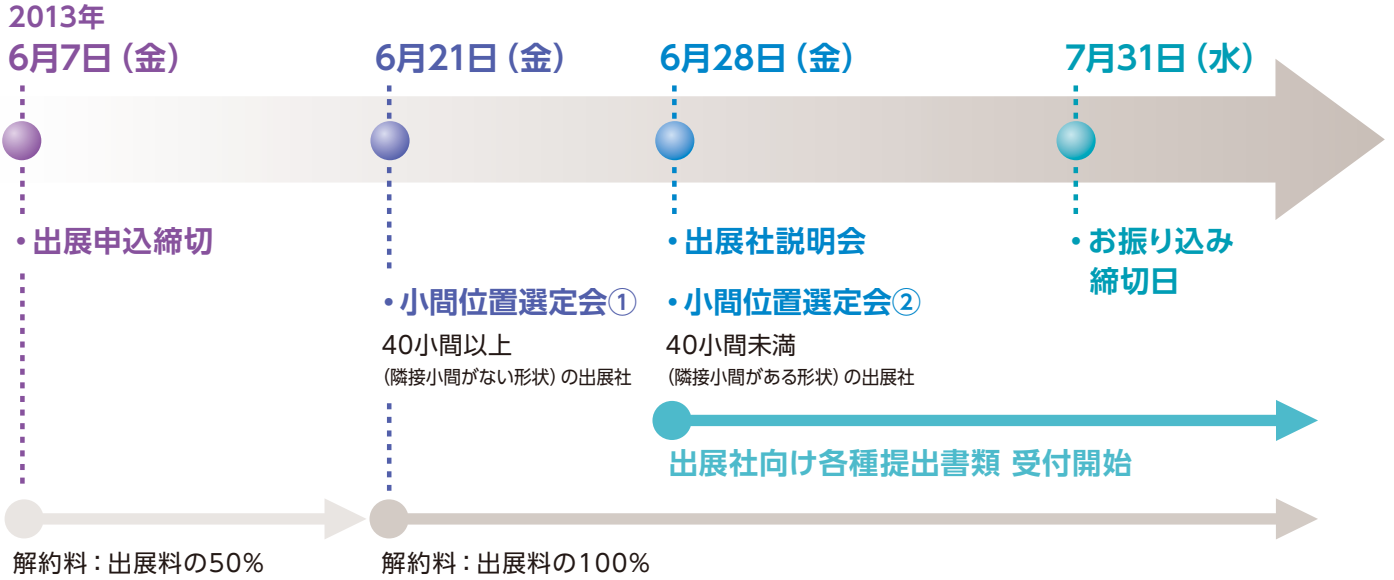 2013年
6月7日（金）
6月21日（金）
6月28日（金）
7月31日（水）
・出展申込締切
・小間位置選定会①
40小間以上
（隣接小間がない形状）の出展社
・出展社説明会
・小間位置選定会②
40小間未満
（隣接小間がある形状）の出展社
・お振り込み
締切日
出展社向け各種提出書類 受付開始
解約料：出展料の50%
解約料：出展料の100%